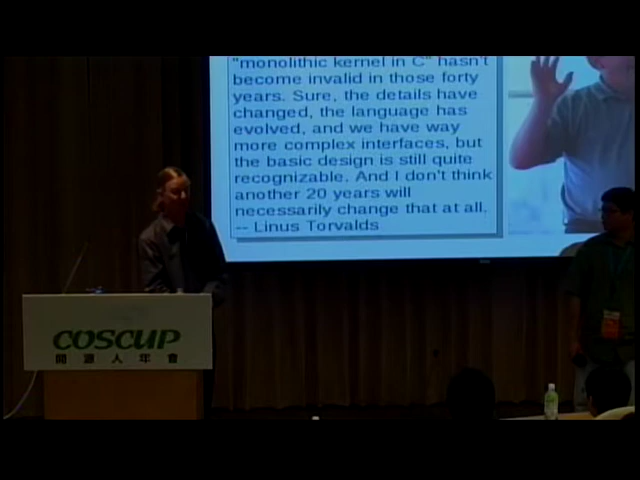 "monolithic kernel in C" hasn't
become invalid in those forty
years. Sure, the details have
changed, the language has
evolved, and we have way
more complex interfaces, but
the basic design is still quite
recognizable. And I don't think
another 20 years will
necessarily change that at all.
-- Linus Torvalds
COSCUP
開源人年會